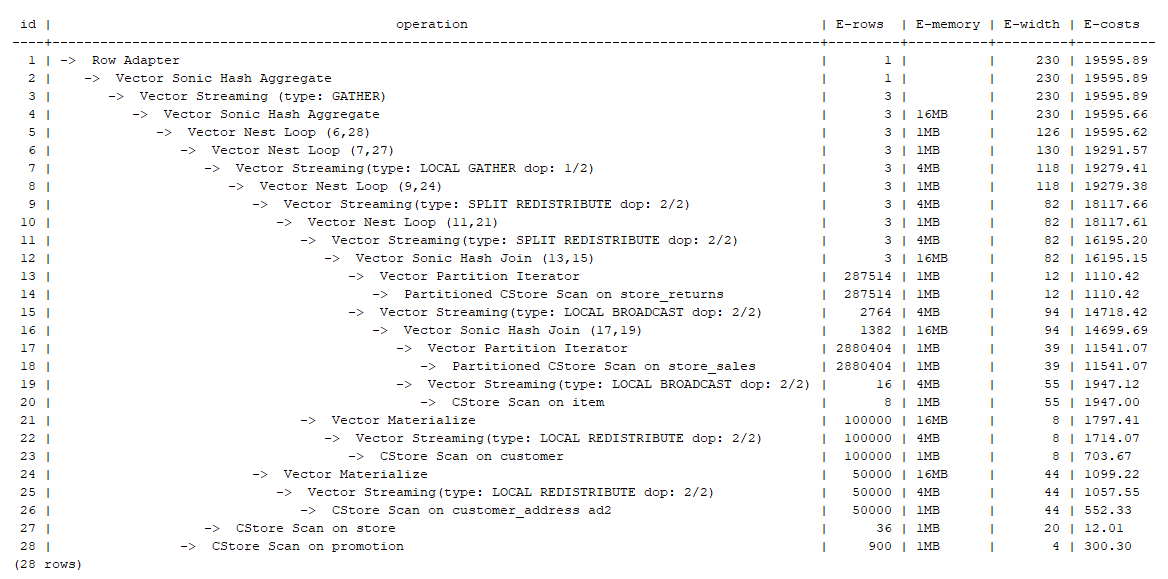 id |                                           operation                                            | E-rows  | E-memory | E-width | E-costs
----+------------------------------------------------------------------------------------------------+---------+----------+---------+----------
  1 | ->  Row Adapter                                                                                |       1 |          |     230 | 19595.89
  2 |    ->  Vector Sonic Hash Aggregate                                                             |       1 |          |     230 | 19595.89
  3 |       ->  Vector Streaming (type: GATHER)                                                      |       3 |          |     230 | 19595.89
  4 |          ->  Vector Sonic Hash Aggregate                                                       |       3 | 16MB     |     230 | 19595.66
  5 |             ->  Vector Nest Loop (6,28)                                                        |       3 | 1MB      |     126 | 19595.62
  6 |                ->  Vector Nest Loop (7,27)                                                     |       3 | 1MB      |     130 | 19291.57
  7 |                   ->  Vector Streaming(type: LOCAL GATHER dop: 1/2)                            |       3 | 4MB      |     118 | 19279.41
  8 |                      ->  Vector Nest Loop (9,24)                                               |       3 | 1MB      |     118 | 19279.38
  9 |                         ->  Vector Streaming(type: SPLIT REDISTRIBUTE dop: 2/2)                |       3 | 4MB      |      82 | 18117.66
 10 |                            ->  Vector Nest Loop (11,21)                                        |       3 | 1MB      |      82 | 18117.61
 11 |                               ->  Vector Streaming(type: SPLIT REDISTRIBUTE dop: 2/2)          |       3 | 4MB      |      82 | 16195.20
 12 |                                  ->  Vector Sonic Hash Join (13,15)                            |       3 | 16MB     |      82 | 16195.15
 13 |                                     ->  Vector Partition Iterator                              |  287514 | 1MB      |      12 | 1110.42
 14 |                                        ->  Partitioned CStore Scan on store_returns            |  287514 | 1MB      |      12 | 1110.42
 15 |                                     ->  Vector Streaming(type: LOCAL BROADCAST dop: 2/2)       |    2764 | 4MB      |      94 | 14718.42
 16 |                                        ->  Vector Sonic Hash Join (17,19)                      |    1382 | 16MB     |      94 | 14699.69
 17 |                                           ->  Vector Partition Iterator                        | 2880404 | 1MB      |      39 | 11541.07
 18 |                                              ->  Partitioned CStore Scan on store_sales        | 2880404 | 1MB      |      39 | 11541.07
 19 |                                           ->  Vector Streaming(type: LOCAL BROADCAST dop: 2/2) |      16 | 4MB      |      55 | 1947.12
 20 |                                              ->  CStore Scan on item                           |       8 | 1MB      |      55 | 1947.00
 21 |                               ->  Vector Materialize                                           |  100000 | 16MB     |       8 | 1797.41
 22 |                                  ->  Vector Streaming(type: LOCAL REDISTRIBUTE dop: 2/2)       |  100000 | 4MB      |       8 | 1714.07
 23 |                                     ->  CStore Scan on customer                                |  100000 | 1MB      |       8 | 703.67
 24 |                         ->  Vector Materialize                                                 |   50000 | 16MB     |      44 | 1099.22
 25 |                            ->  Vector Streaming(type: LOCAL REDISTRIBUTE dop: 2/2)             |   50000 | 4MB      |      44 | 1057.55
 26 |                               ->  CStore Scan on customer_address ad2                          |   50000 | 1MB      |      44 | 552.33
 27 |                   ->  CStore Scan on store                                                     |      36 | 1MB      |      20 | 12.01
 28 |                ->  CStore Scan on promotion                                                    |     900 | 1MB      |       4 | 300.30
(28 rows)